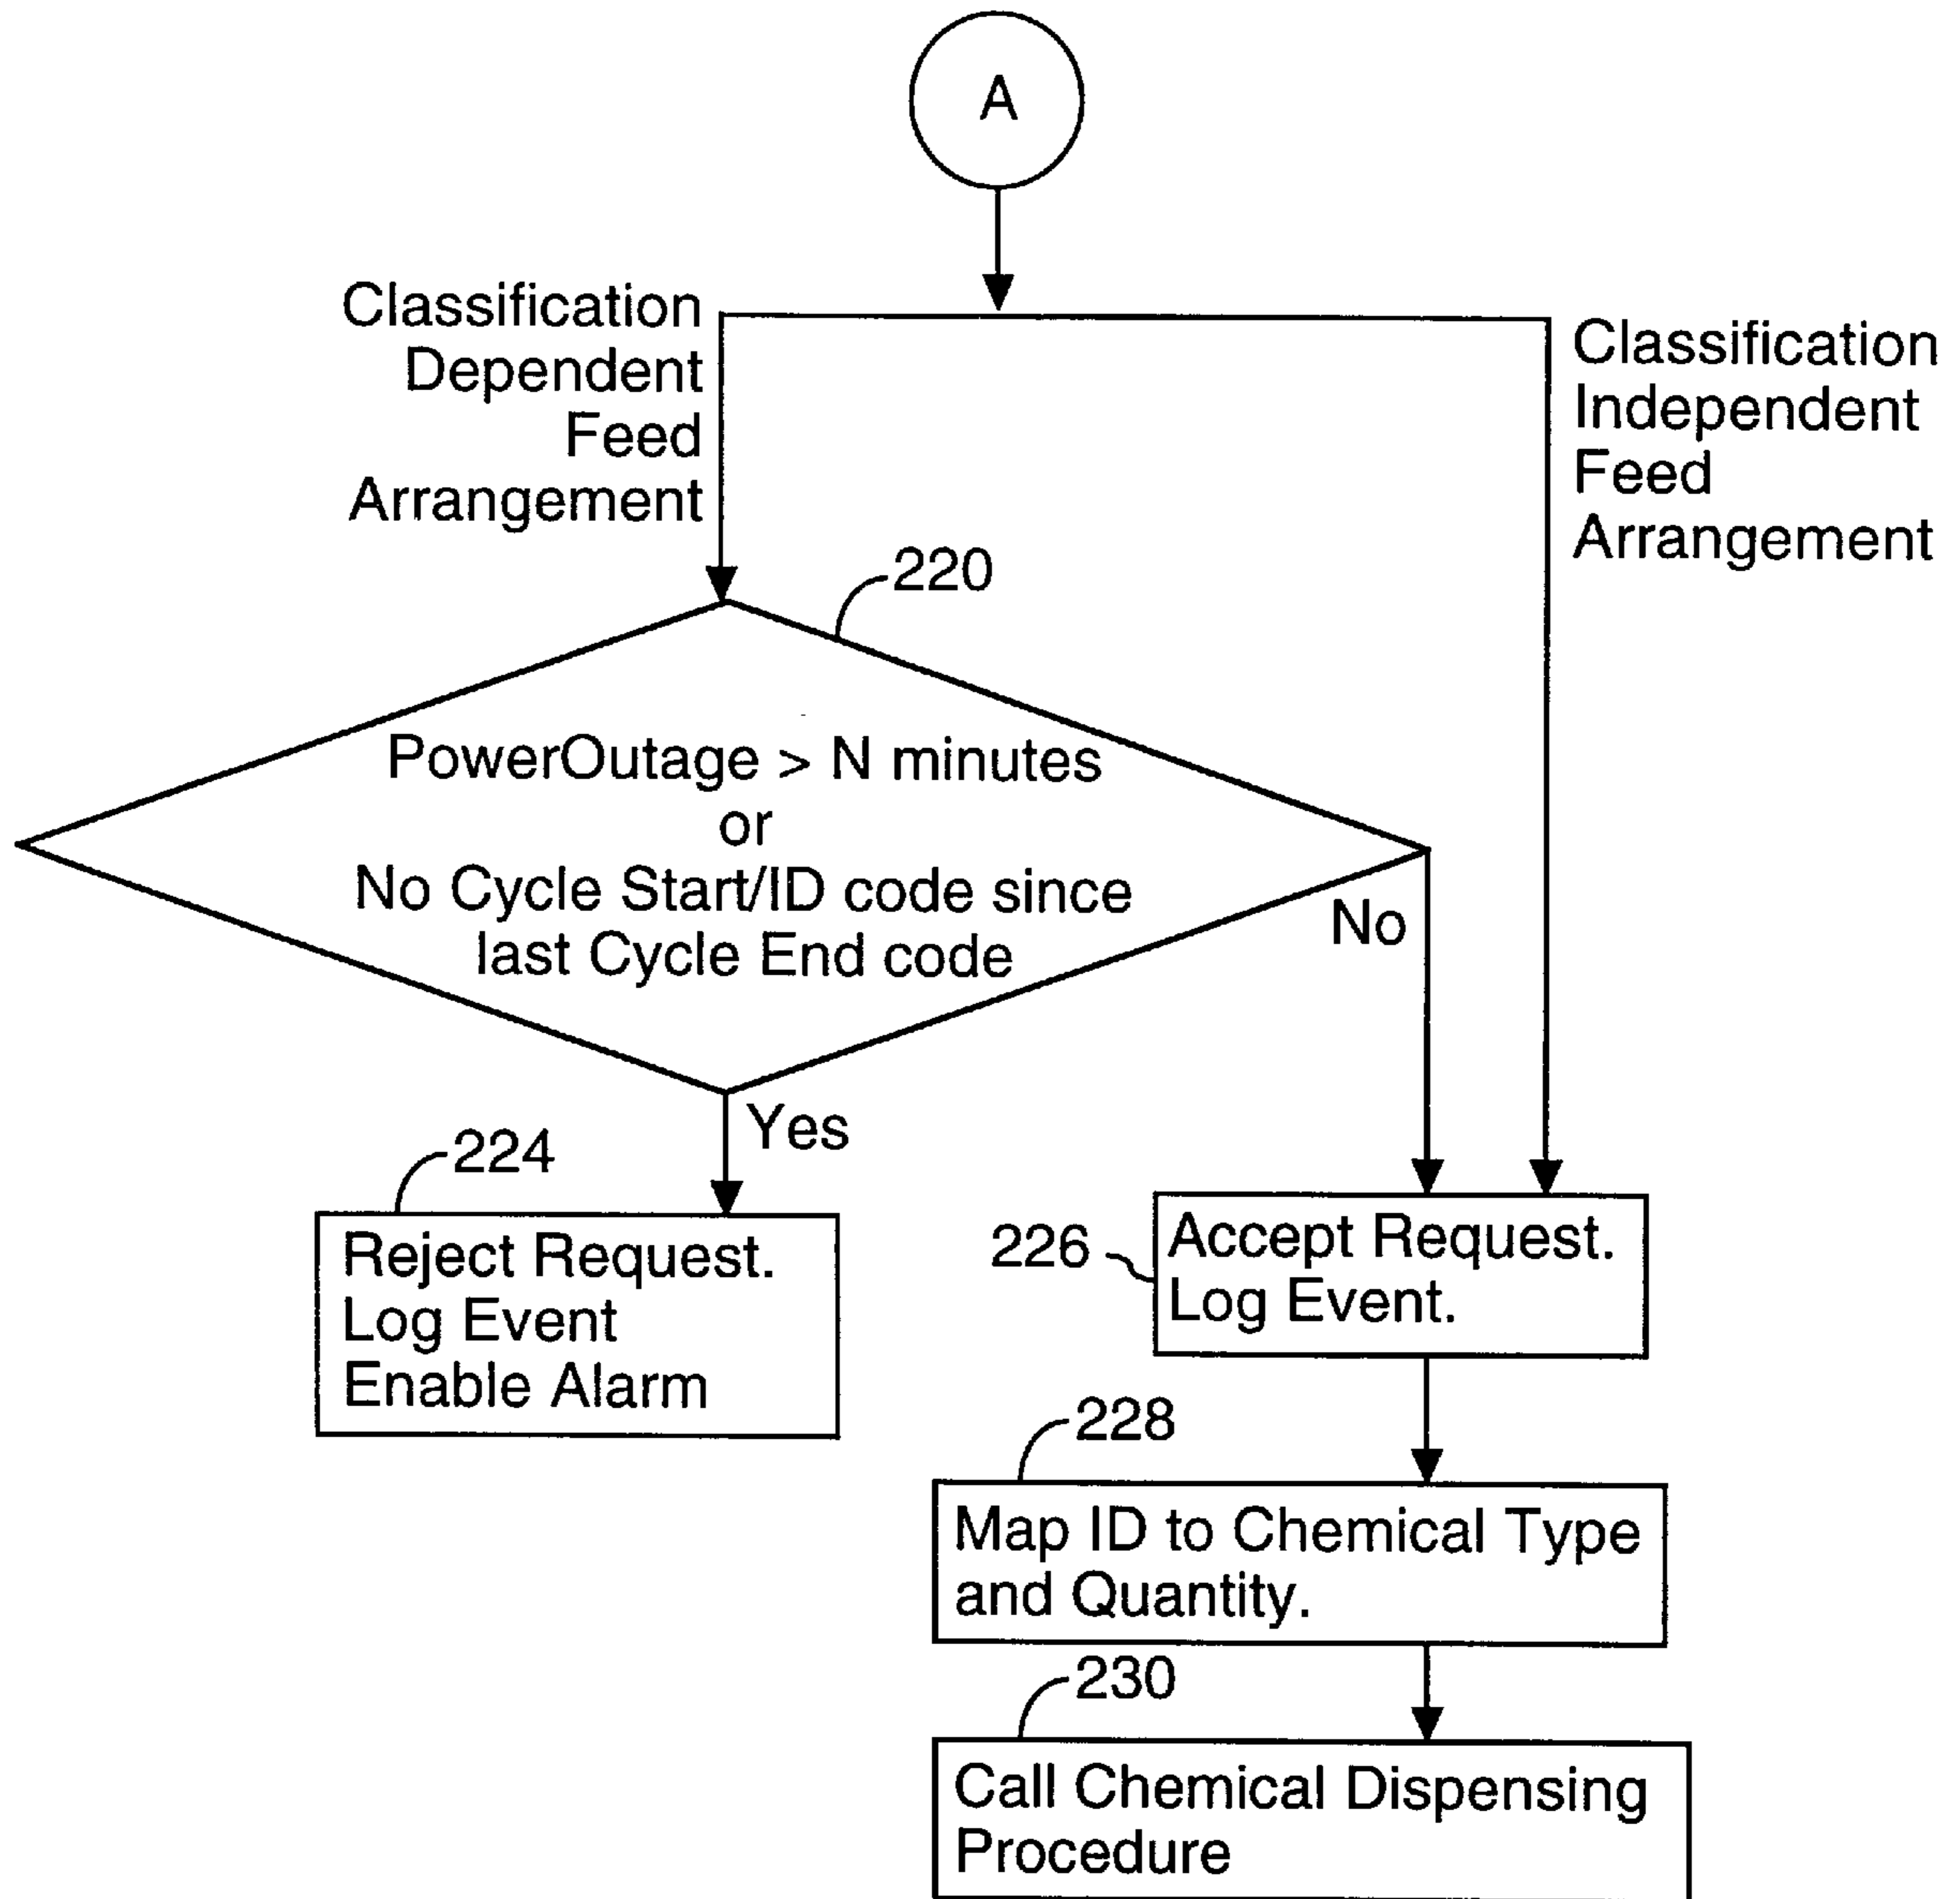 A
Classification
Dependent
Feed
Arrangement
Classification
Independent
Feed
Arrangement
220
PowerOutage > N minutes
or
No Cycle Start/ID code since
last Cycle End code
No
Yes
224
Reject Request.
Log Event
Enable Alarm
226
Accept Request.
Log Event.
228
Map ID to Chemical Type
and Quantity.
230
Call Chemical Dispensing
Procedure